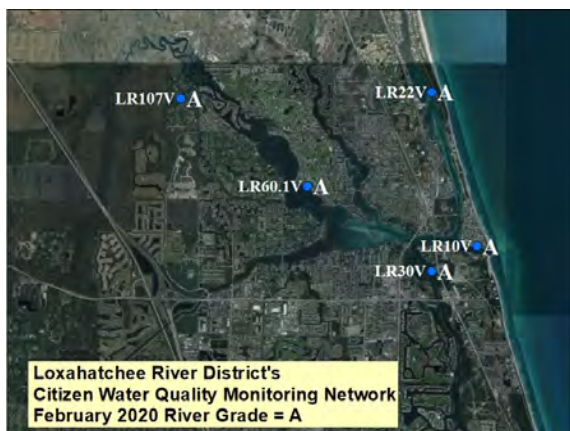 LR107V A
LR22V A
LR60.1V A
LR10V A
LR30V A
Loxahatchee River District's
Citizen Water Quality Monitoring Network
February 2020 River Grade = A